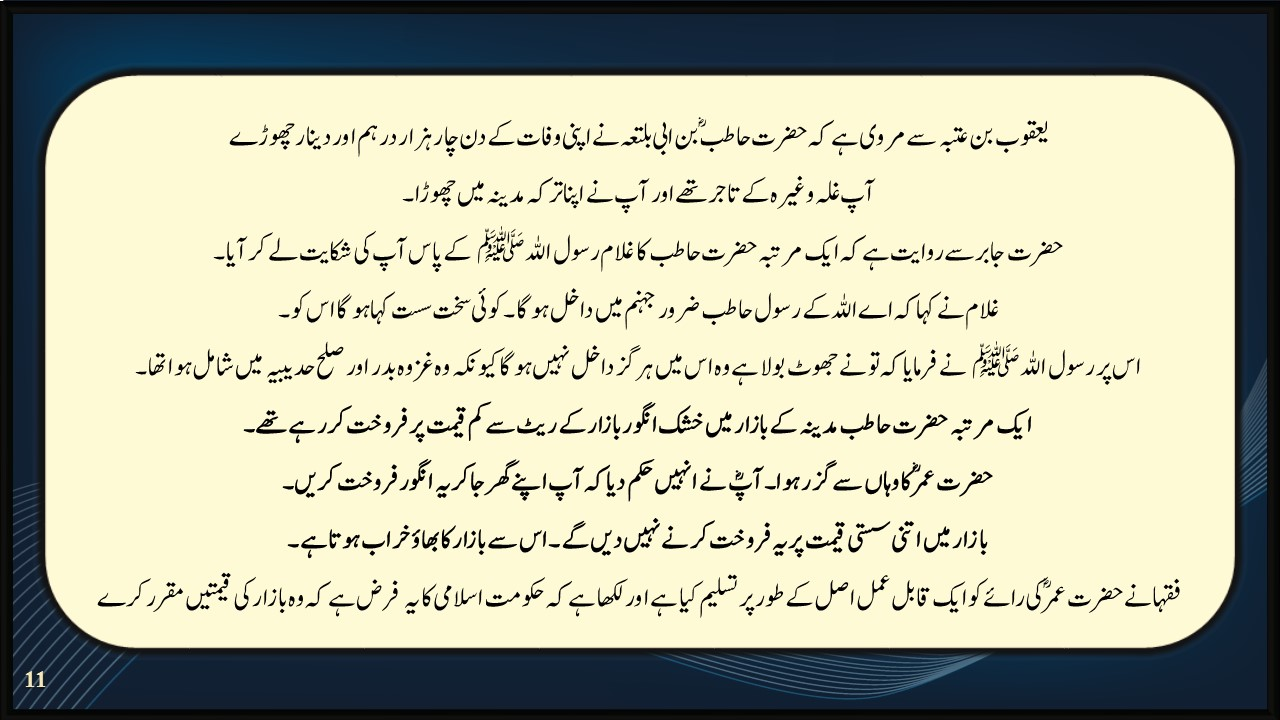 یعقوب بن عتبہ سے مروی ہے کہ حضرت حاطبؓ بن ابی بلتعہ نے اپنی وفات کے دن چار ہزار درہم اور دینار چھوڑے
آپ غلہ وغیرہ کے تاجر تھے اور آپ نے اپنا ترکہ مدینہ میں چھوڑا۔
حضرت جابر سے روایت ہے کہ ایک مرتبہ حضرت حاطب کا غلام رسول اللہ ﷺ کے پاس آپ کی شکایت لے کر آیا۔
غلام نے کہا کہ اے اللہ کے رسول حاطب ضرور جہنم میں داخل ہو گا۔ کوئی سخت سست کہا ہو گا اس کو۔
اس پر رسول اللہ ﷺ نے فرمایا کہ تو نے جھوٹ بولا ہے وہ اس میں ہرگز داخل نہیں ہو گا کیونکہ وہ غزوہ بدر اور صلح حدیبیہ میں شامل ہوا تھا۔
ایک مرتبہ حضرت حاطب مدینہ کے بازار میں خشک انگور بازار کے ریٹ سے کم قیمت پر فروخت کر رہے تھے۔
حضرت عمرؓ کا وہاں سے گزر ہوا۔ آپؓ نے انہیں حکم دیا کہ آپ اپنے گھر جا کر یہ انگور فروخت کریں۔
بازار میں اتنی سستی قیمت پر یہ فروخت کرنے نہیں دیں گے۔ اس سے بازار کا بھاؤ خراب ہوتا ہے۔
فقہا نے حضرت عمرؓ کی رائے کو ایک قابل عمل اصل کے طور پر تسلیم کیا ہے اور لکھا ہے کہ حکومت اسلامی کا یہ فرض ہے کہ وہ بازار کی قیمتیں مقرر کرے
11